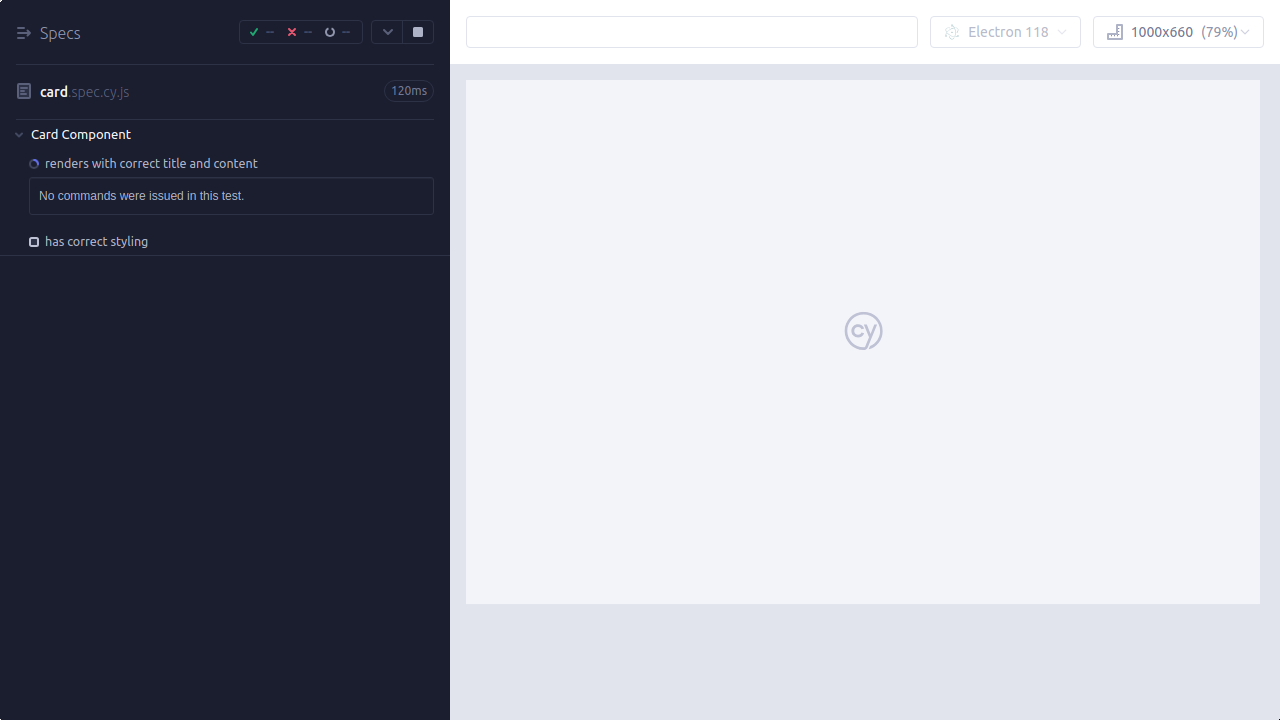 Specs
-- -- --
Electron 118
1000x660 (79%)
card.spec.cy.js
120ms
Card Component
renders with correct title and content
No commands were issued in this test.
has correct styling
cy